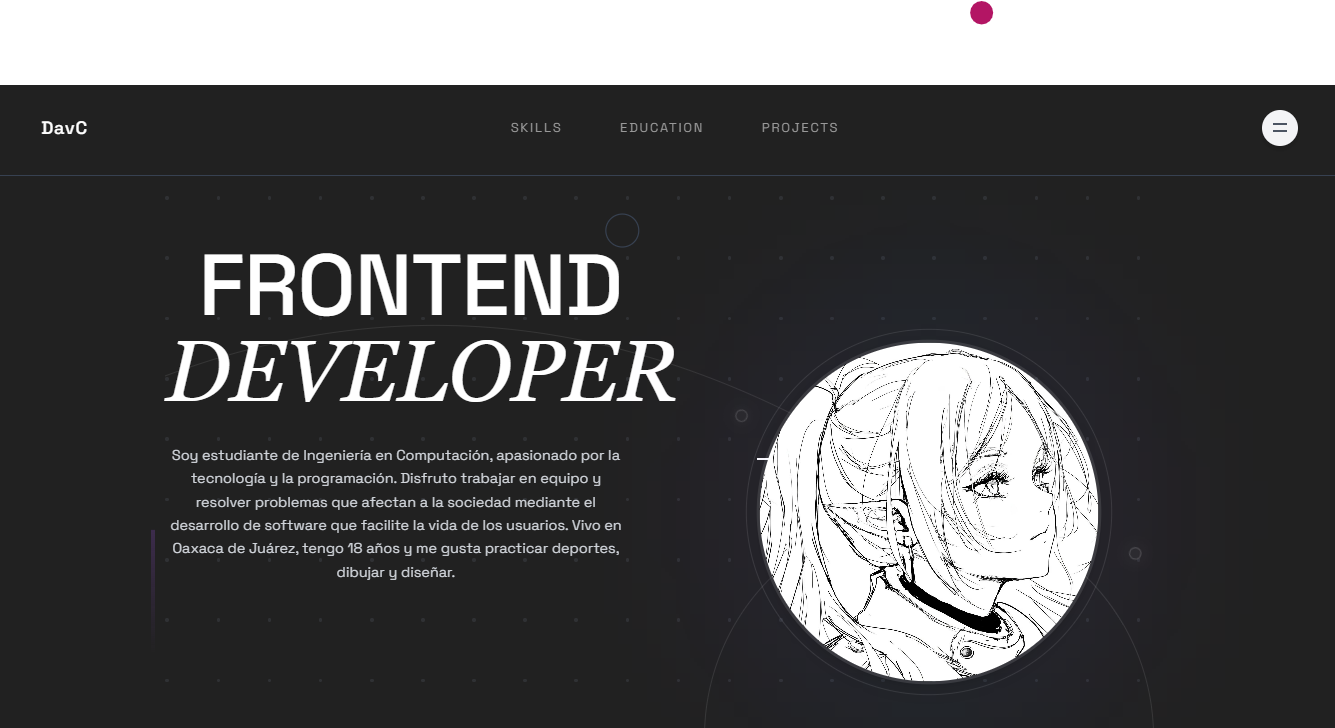 DavC
SKILLS
EDUCATION
PROJECTS
FRONTEND
DEVELOPER
Soy estudiante de Ingeniería en Computación, apasionado por la
tecnología y la programación. Disfruto trabajar en equipo y
resolver problemas que afectan a la sociedad mediante el
desarrollo de software que facilite la vida de los usuarios. Vivo en
Oaxaca de Juárez, tengo 18 años y me gusta practicar deportes,
dibujar y diseñar.